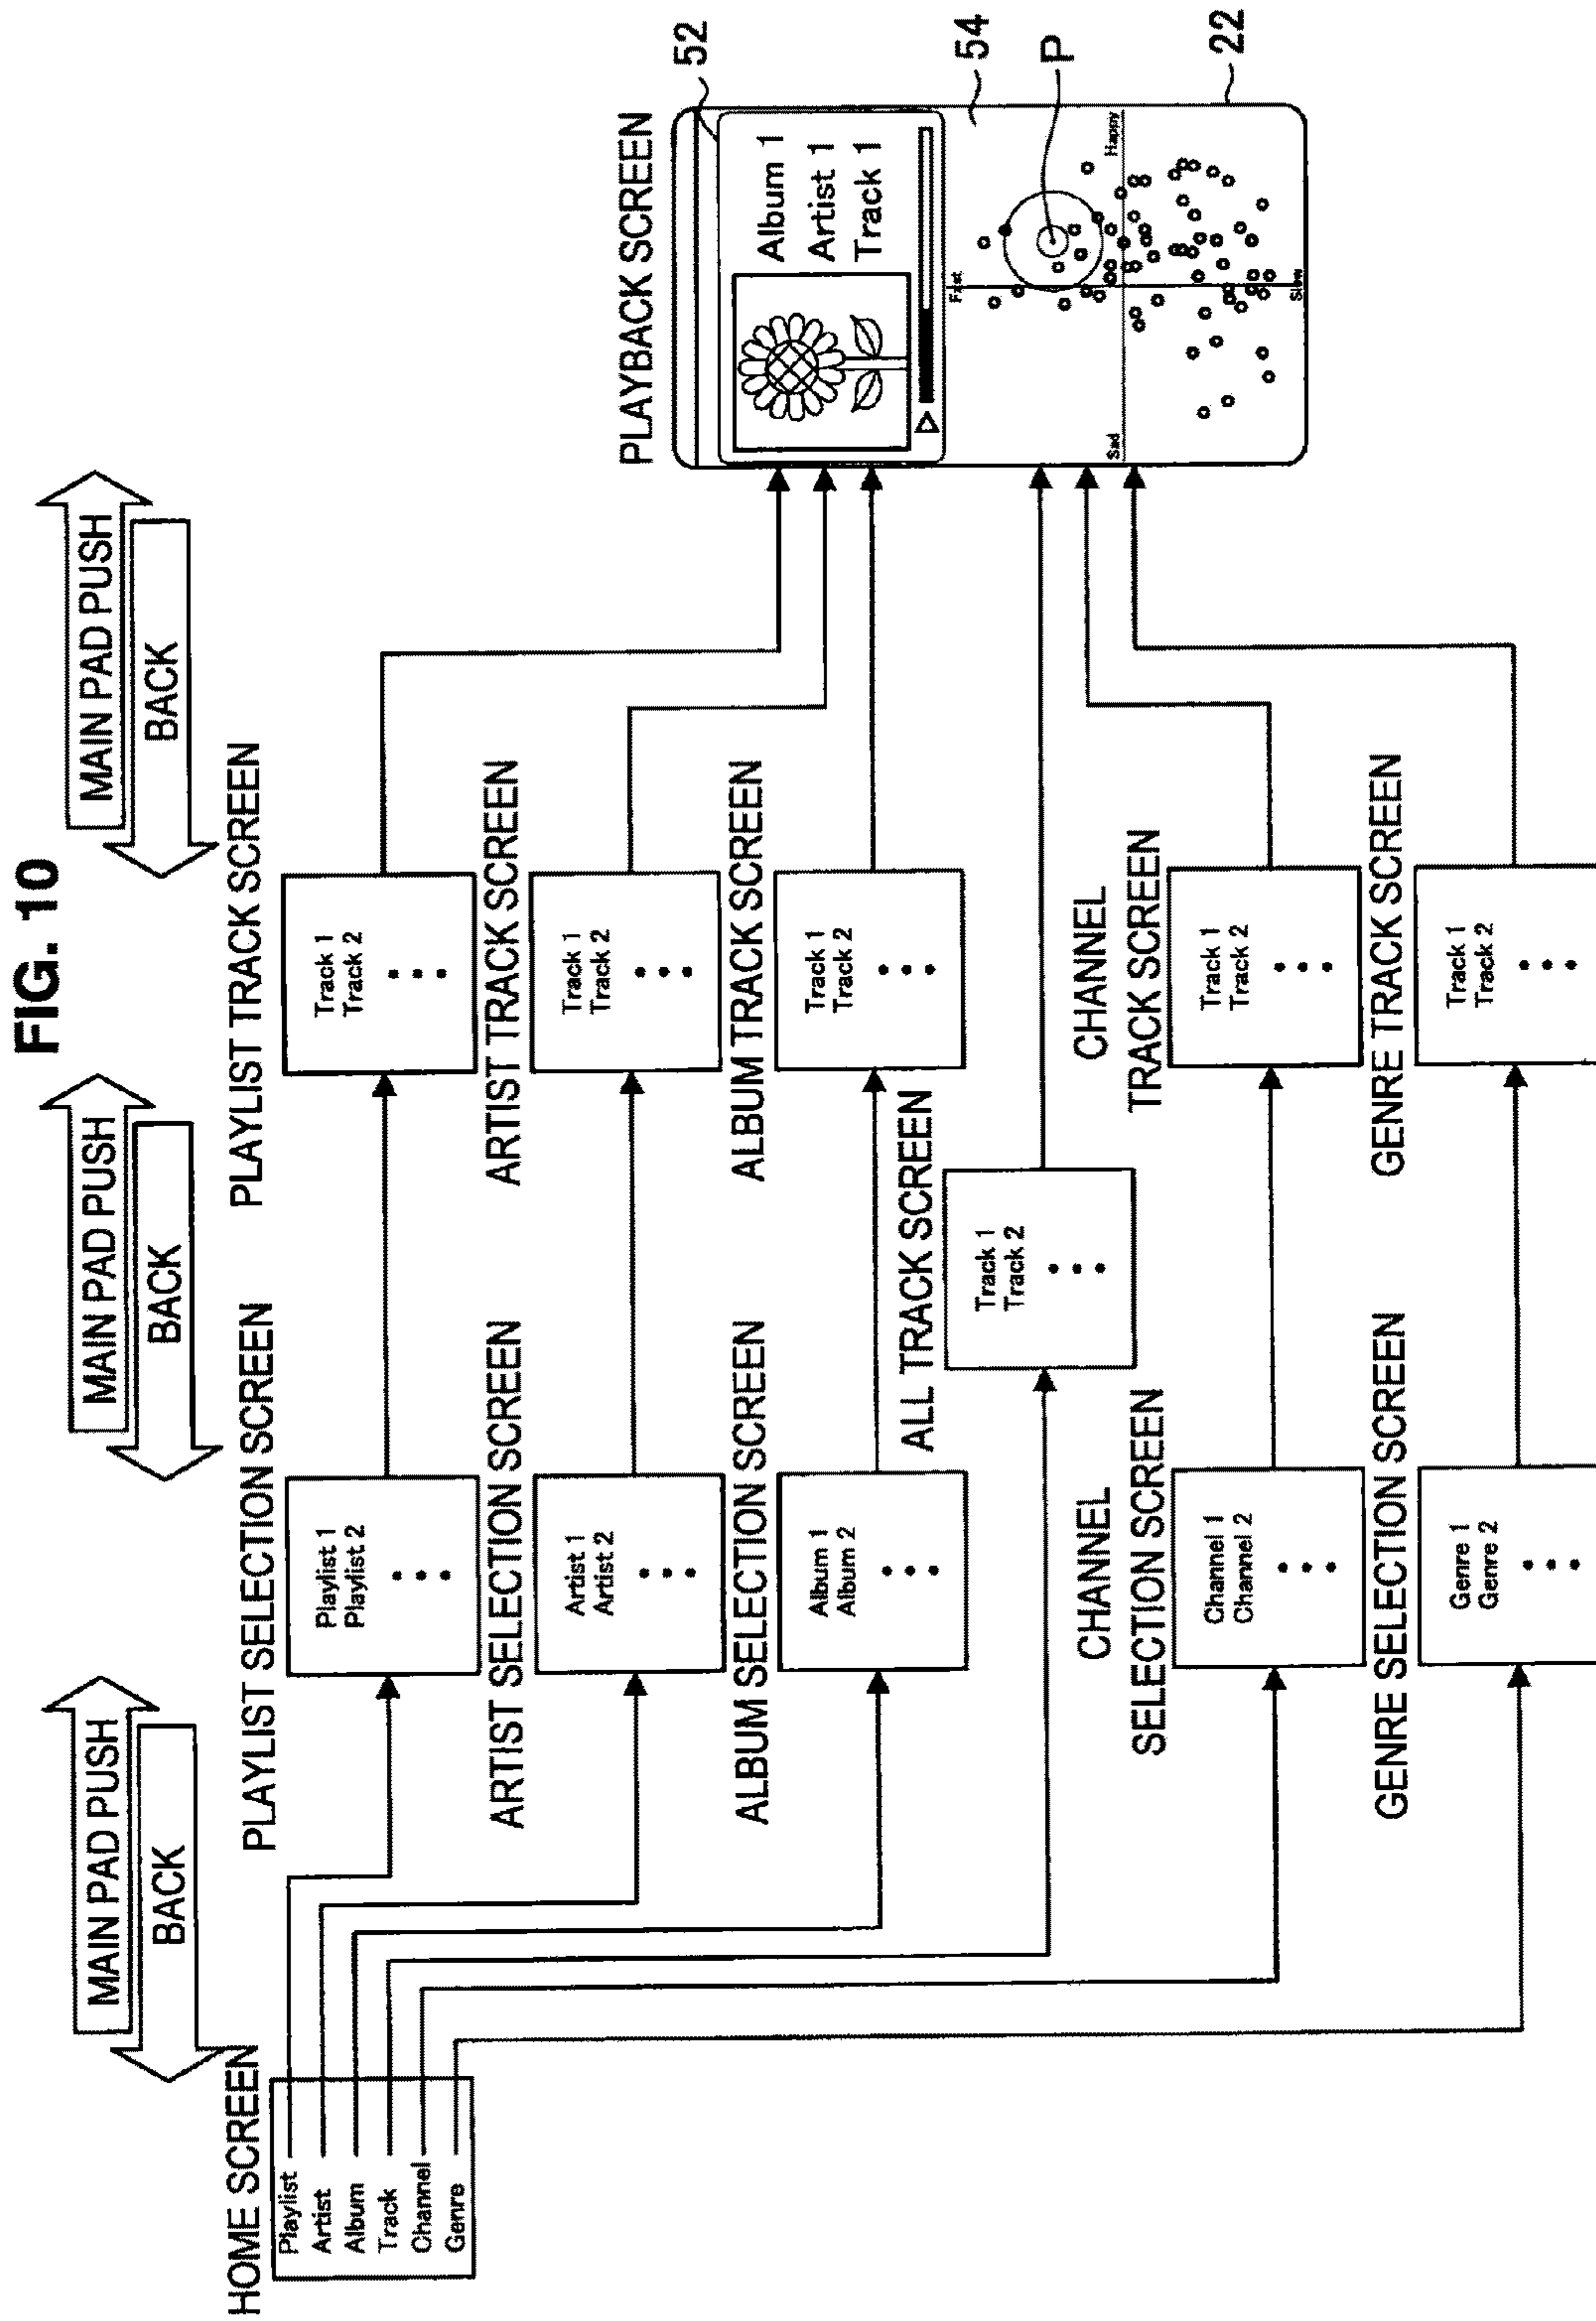 FIG. 10
MAIN PAD PUSH
BACK
MAIN PAD PUSH
BACK
MAIN PAD PUSH
BACK
HOME SCREEN
Playlist
Artist
Album
Track
Channel
Genre
PLAYLIST SELECTION SCREEN
Playlist 1
Playlist 2
ARTIST SELECTION SCREEN
Artist 1
Artist 2
ALBUM SELECTION SCREEN
Album 1
Album 2
ALL TRACK SCREEN
Track 1
Track 2
CHANNEL
SELECTION SCREEN
Channel 1
Channel 2
GENRE SELECTION SCREEN
Genre 1
Genre 2
PLAYLIST TRACK SCREEN
Track 1
Track 2
ARTIST TRACK SCREEN
Track 1
Track 2
ALBUM TRACK SCREEN
Track 1
Track 2
CHANNEL
TRACK SCREEN
Track 1
Track 2
GENRE TRACK SCREEN
Track 1
Track 2
PLAYBACK SCREEN
52
Album 1
Artist 1
Track 1
54
P
Fast
Sad
Happy
Slow
22